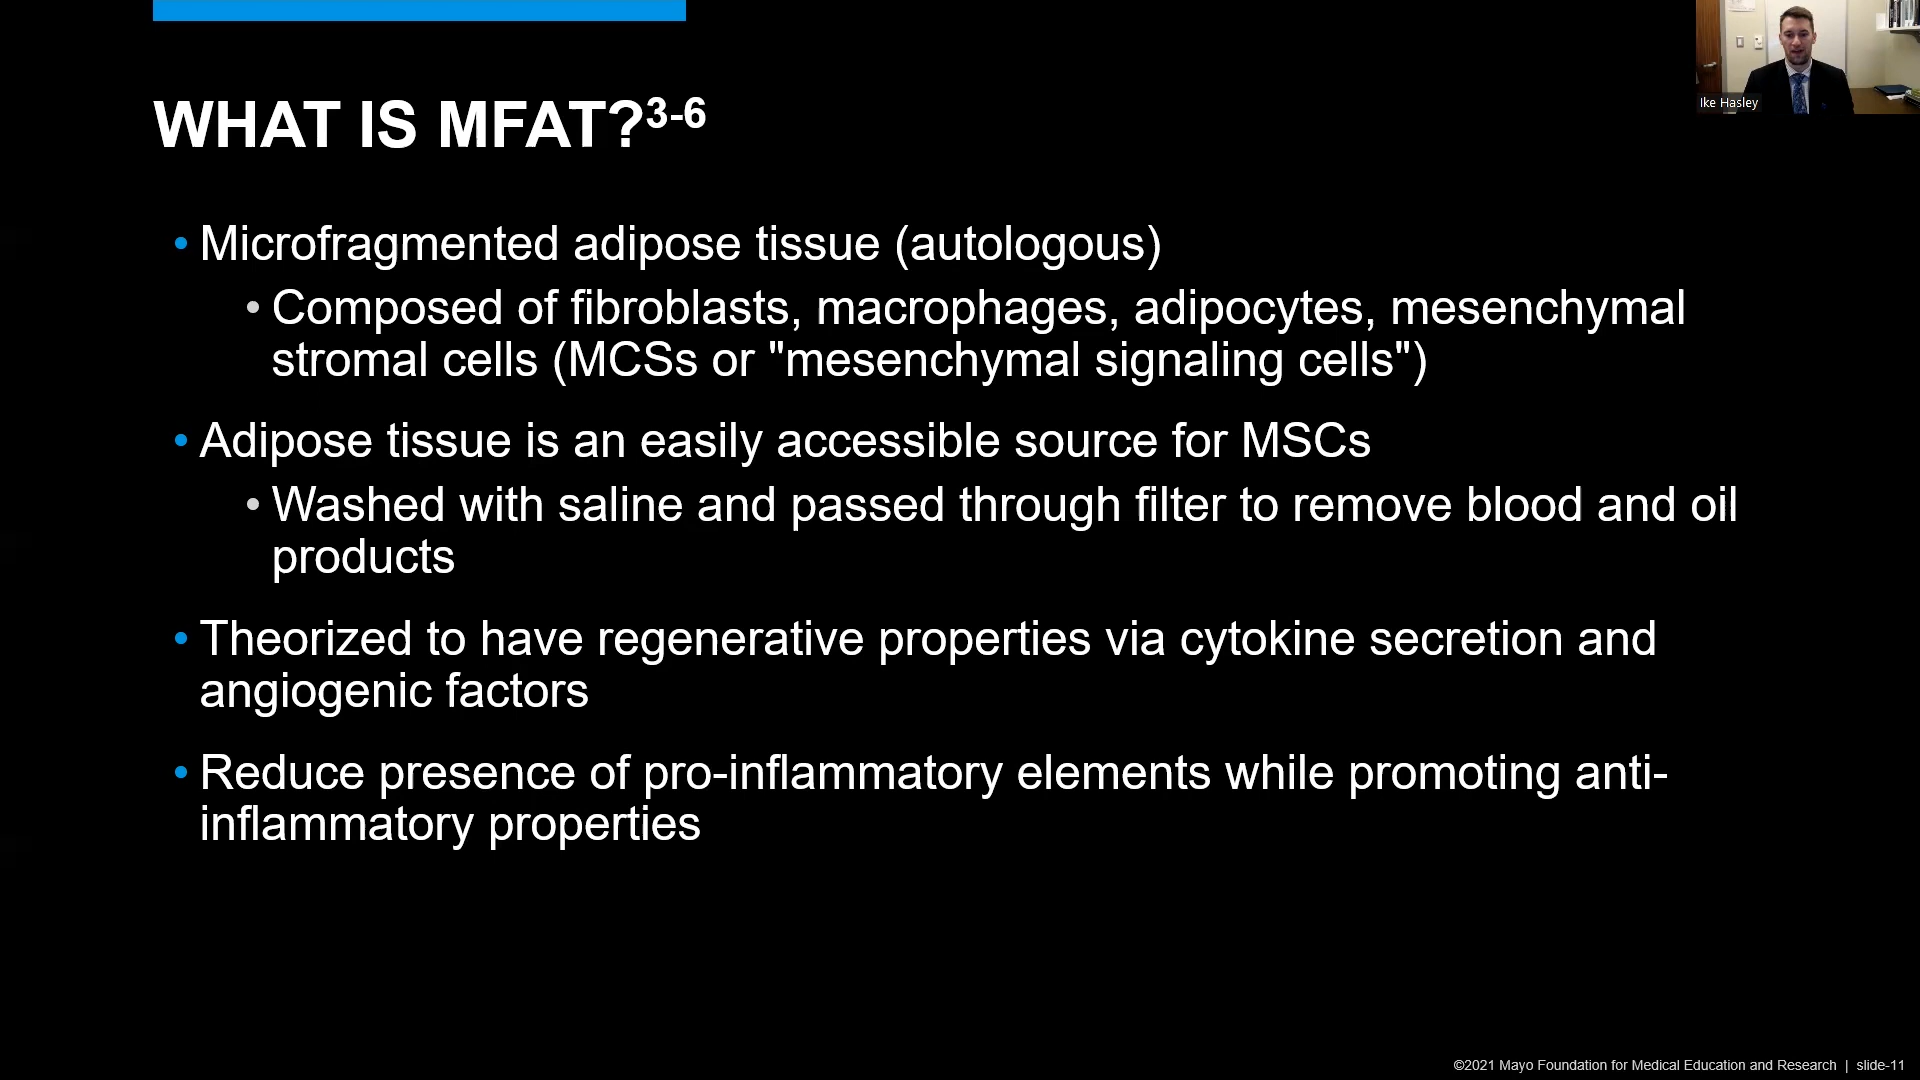 Ike Hasley
WHAT IS MFAT?3-6
• Microfragmented adipose tissue (autologous)
• Composed of fibroblasts, macrophages, adipocytes, mesenchymal
stromal cells (MCSs or "mesenchymal signaling cells")
• Adipose tissue is an easily accessible source for MSCs
• Washed with saline and passed through filter to remove blood and oil
products
• Theorized to have regenerative properties via cytokine secretion and
angiogenic factors
• Reduce presence of pro-inflammatory elements while promoting anti-
inflammatory properties
©2021 Mayo Foundation for Medical Education and Research | slide-11